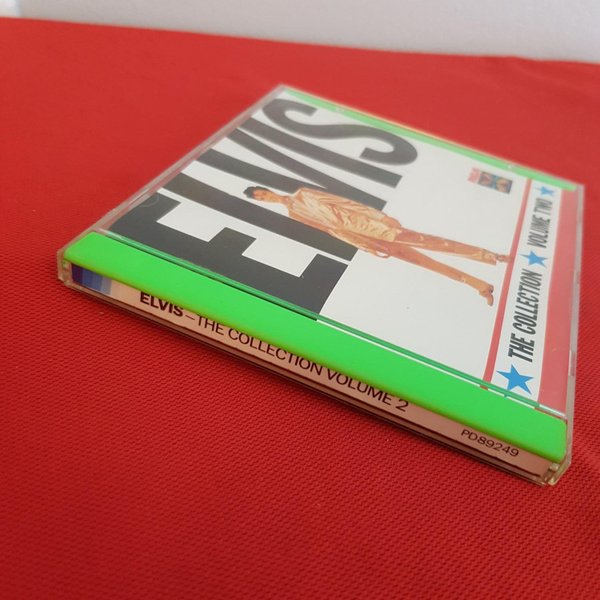 ELVIS
★ THE COLLECTION ★ VOLUME TWO ★
ELVIS – THE COLLECTION VOLUME 2
PD89249